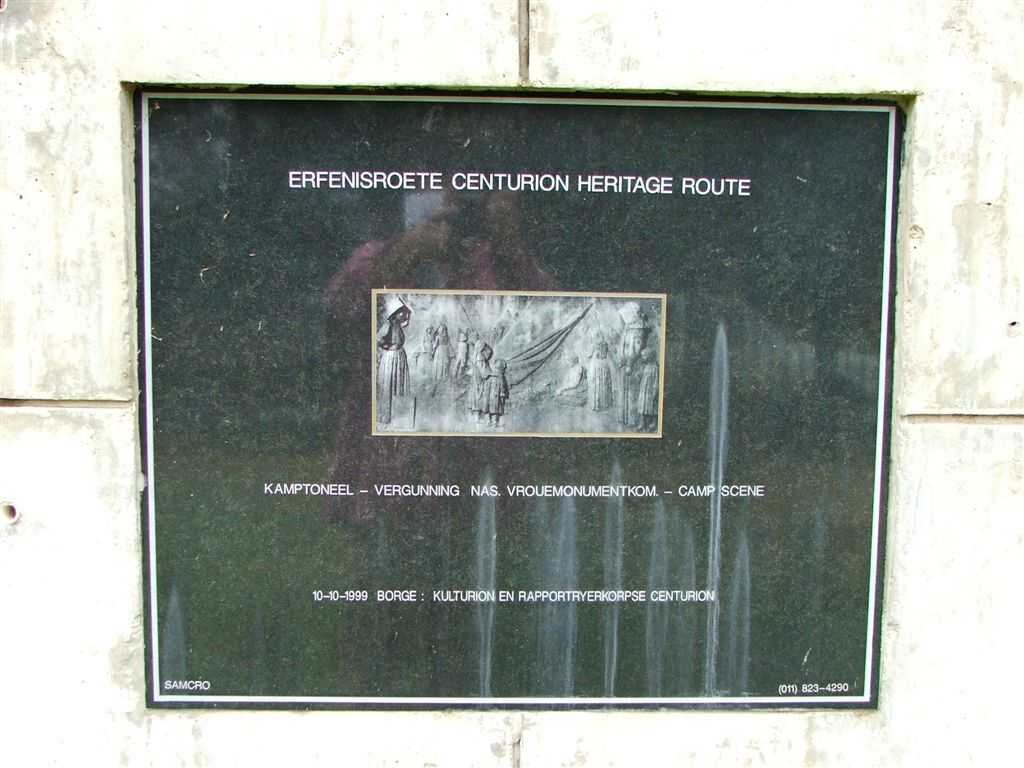 ERFENISROETE CENTURION HERITAGE ROUTE
KAMPTONEEL – VERGUNNING NAS. VROUEMONUMENTKOM. – CAMP SCENE
10–10–1999 BORGE : KULTURION EN RAPPORTRYERKORPSE CENTURION
SAMCRO (011) 823–4290